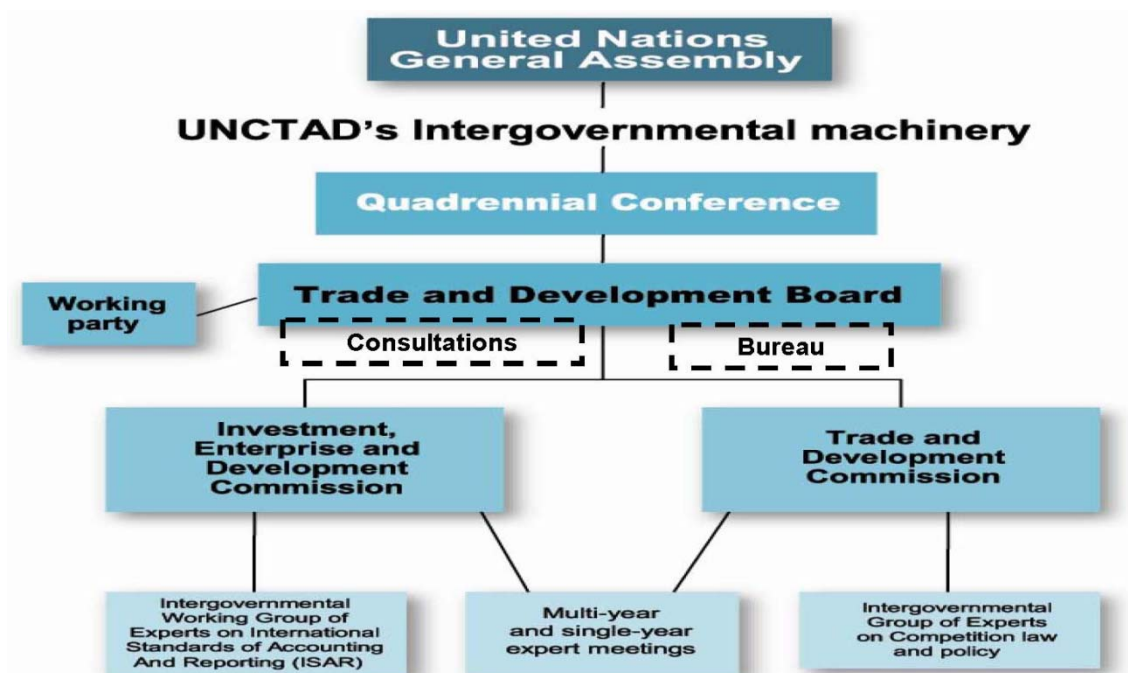 United Nations
General Assembly
UNCTAD's Intergovernmental machinery
Quadrennial Conference
Trade and Development Board
Working
party
Consultations
Bureau
Investment,
Enterprise and
Development
Commission
Trade and
Development
Commission
Intergovernmental
Working Group of
Experts on International
Standards of Accounting
And Reporting (ISAR)
Multi-year
and single-year
expert meetings
Intergovernmental
Group of Experts
on Competition law
and policy